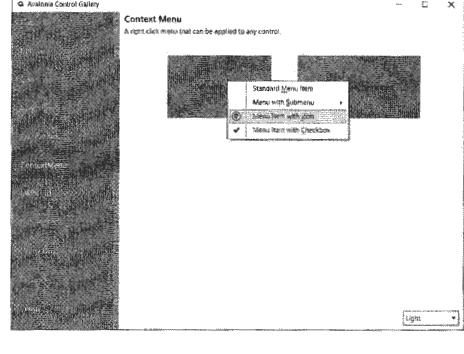 Avalonia Control Gallery
Context Menu
A right click menu that can be applied to any control.
Standard Menu Item
Menu with Submenu
Menu Item with Icon
Menu Item with Checkbox
ContextMenu
Light